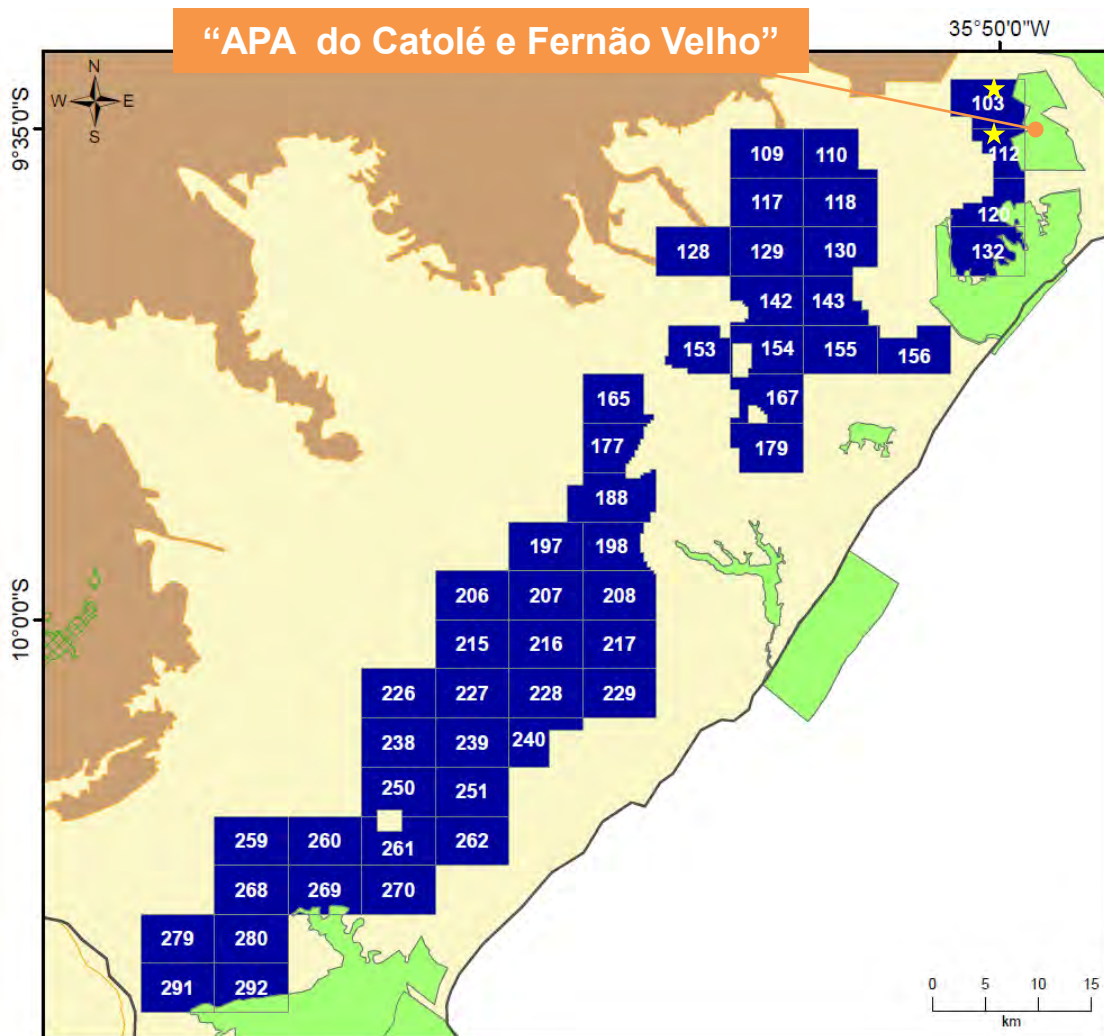 “APA do Catolé e Fernão Velho”
35°50'0"W
N
W E
S
9°35'0"S
103
109 110 112
117 118 120
128 129 130 132
142 143
153 154 155 156
165 167
177 179
188
197 198
206 207 208
10°0'0"S
215 216 217
226 227 228 229
238 239 240
250 251
259 260 261 262
268 269 270
279 280
291 292
0 5 10 15
km